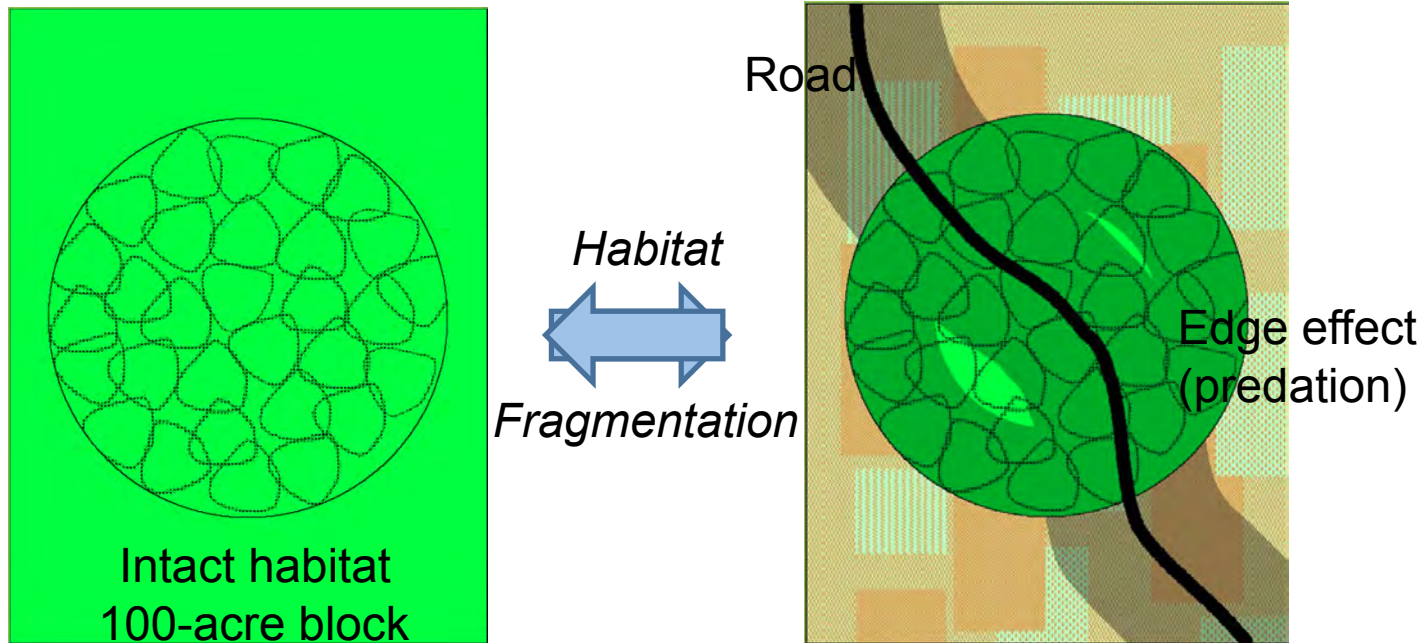 Intact habitat
100-acre block
Habitat
Fragmentation
Road
Edge effect
(predation)